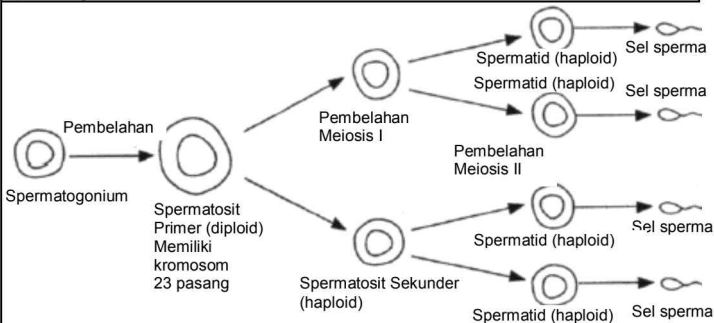 Pembelahan
Spermatogonium
Spermatosit
Primer (diploid)
Memiliki
kromosom
23 pasang
Pembelahan
Meiosis I
Spermatosit Sekunder
(haploid)
Pembelahan
Meiosis II
Spermatid (haploid)
Sel sperma
Spermatid (haploid)
Sel sperma
Spermatid (haploid)
Sel sperma
Spermatid (haploid)
Sel sperma